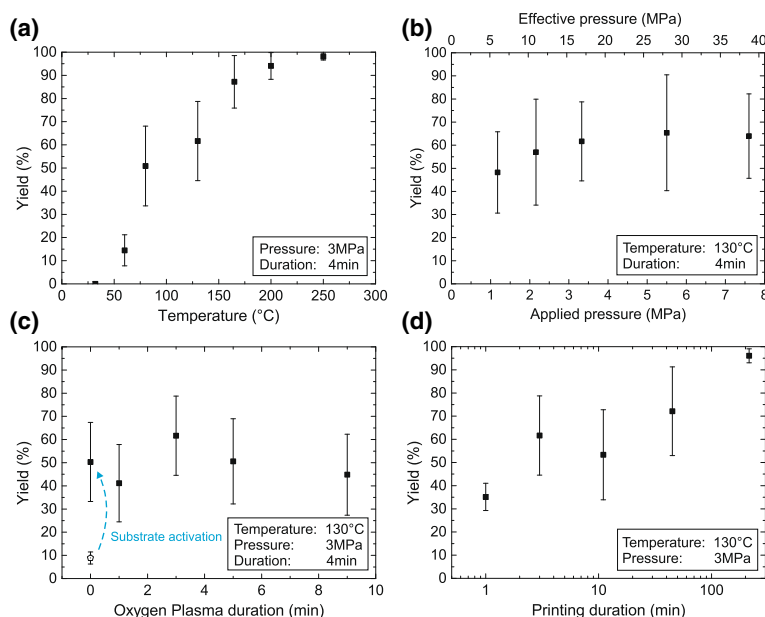 (a)
100
90
80
70
60
50
40
30
20
10
0
Yield (%)
Pressure: 3MPa
Duration: 4min
0 50 100 150 200 250 300
Temperature (°C)
(b)
Effective pressure (MPa)
0 5 10 15 20 25 30 35 40
100
90
80
70
60
50
40
30
20
10
0
Yield (%)
Temperature: 130°C
Duration: 4min
0 1 2 3 4 5 6 7 8
Applied pressure (MPa)
(c)
100
90
80
70
60
50
40
30
20
10
0
Yield (%)
Substrate activation
Temperature: 130°C
Pressure: 3MPa
Duration: 4min
0 2 4 6 8 10
Oxygen Plasma duration (min)
(d)
100
90
80
70
60
50
40
30
20
10
0
Yield (%)
Temperature: 130°C
Pressure: 3MPa
1 10 100
Printing duration (min)